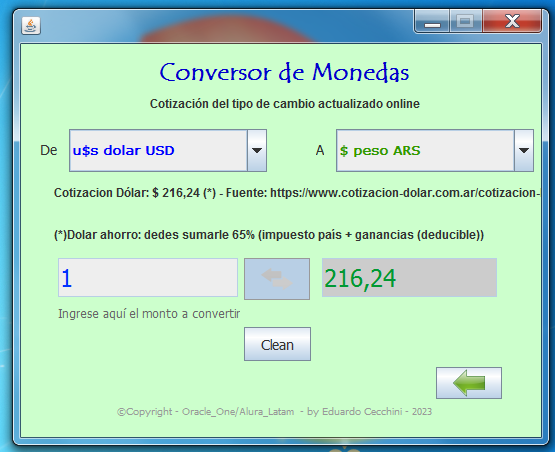 Conversor de Monedas
Cotización del tipo de cambio actualizado online
De u$s dolar USD A $ peso ARS
Cotizacion Dólar: $ 216,24 (*) - Fuente: https://www.cotizacion-dolar.com.ar/cotizacion-
(*)Dolar ahorro: dedes sumarle 65% (impuesto país + ganancias (deducible))
1 216,24
Ingrese aquí el monto a convertir
Clean
©Copyright - Oracle_One/Alura_Latam - by Eduardo Cecchini - 2023